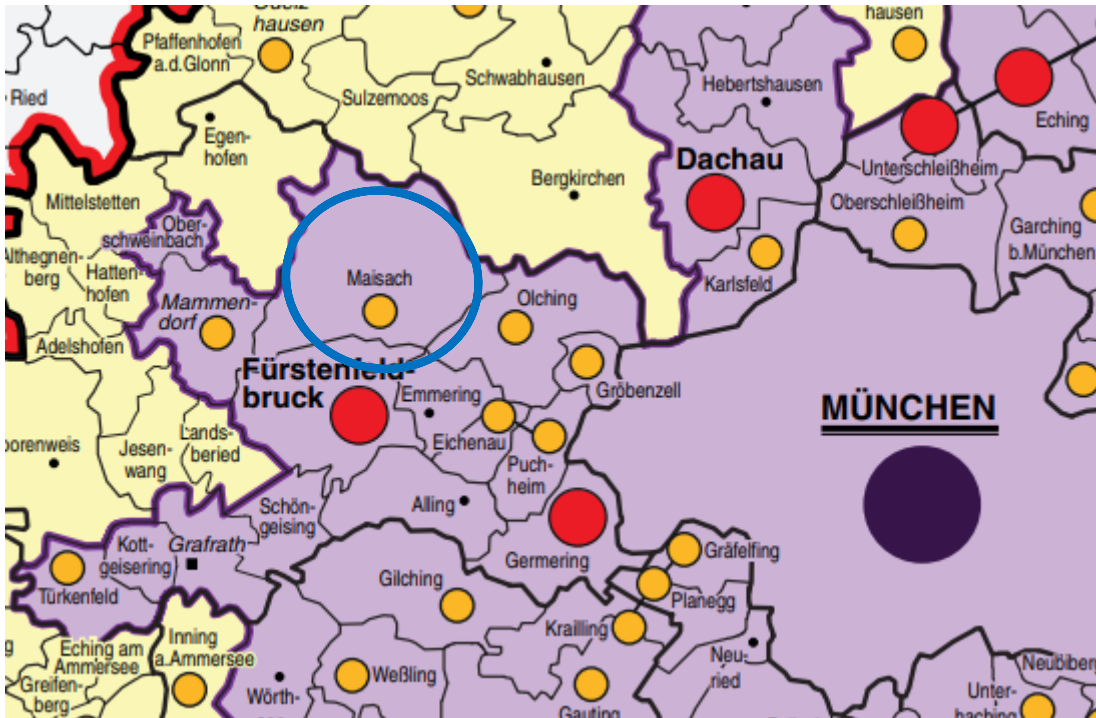 hausen
hausen
Pfaffenhofen
a.d.Glonn
Schwabhausen
Hebertshausen
Ried
Sulzemoos
Eching
Egen-
hofen
Dachau
Unterschleißheim
Bergkirchen
Mittelstetten
Oberschleißheim
Ober-
schweinbach
Garching
b.München
Althegnen-
berg
Hatten-
hofen
Maisach
Karlsfeld
Mammen-
dorf
Olching
Adelshofen
Fürstenfeld-
bruck
Emmering
Gröbenzell
MÜNCHEN
Lands-
beried
Eichenau
Jesen-
wang
Puch-
heim
Schön-
geising
Alling
Kott-
geisering
Grafrath
Germering
Gräfelfing
Gilching
Türkenfeld
Planegg
Krailling
Inning
a.Ammersee
Eching am
Ammersee
Neu-
ried
Weßling
Greifen-
berg
Wörth-
Unter-
haching
Gauting